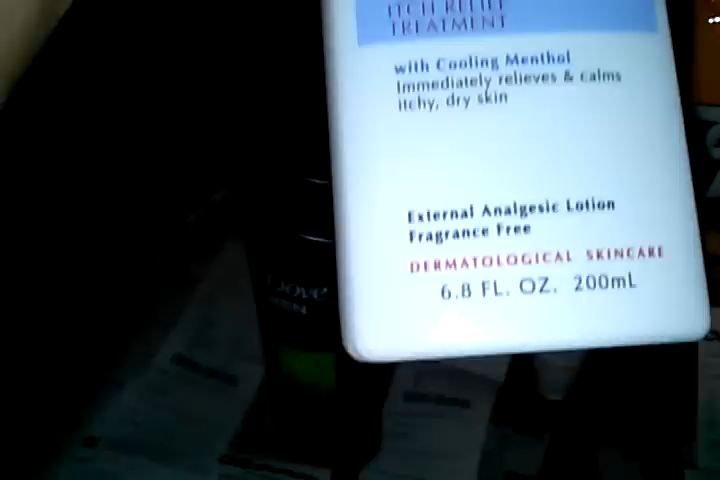 ITCH RELIEF
TREATMENT
with Cooling Menthol
Immediately relieves & calms
itchy, dry skin
External Analgesic Lotion
Fragrance Free
DERMATOLOGICAL SKINCARE
6.8 FL. OZ. 200mL
Dove
MEN